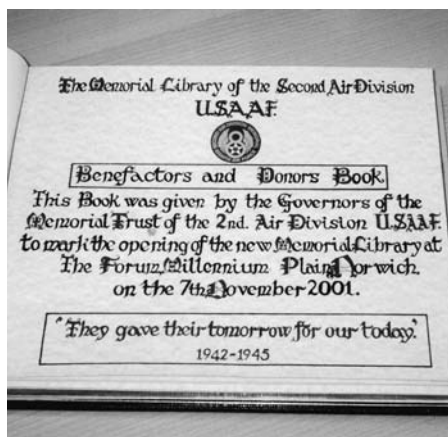 The Memorial Library of the Second Air Division
U.S.A.A.F.
Benefactors and Donors Book
This Book was given by the Governors of the
Memorial Trust of the 2nd. Air Division U.S.A.A.F.
to mark the opening of the new Memorial Library at
The Forum, Millennium Plain, Norwich.
on the 7th November 2001.
"They gave their tomorrow for our today."
1942-1945